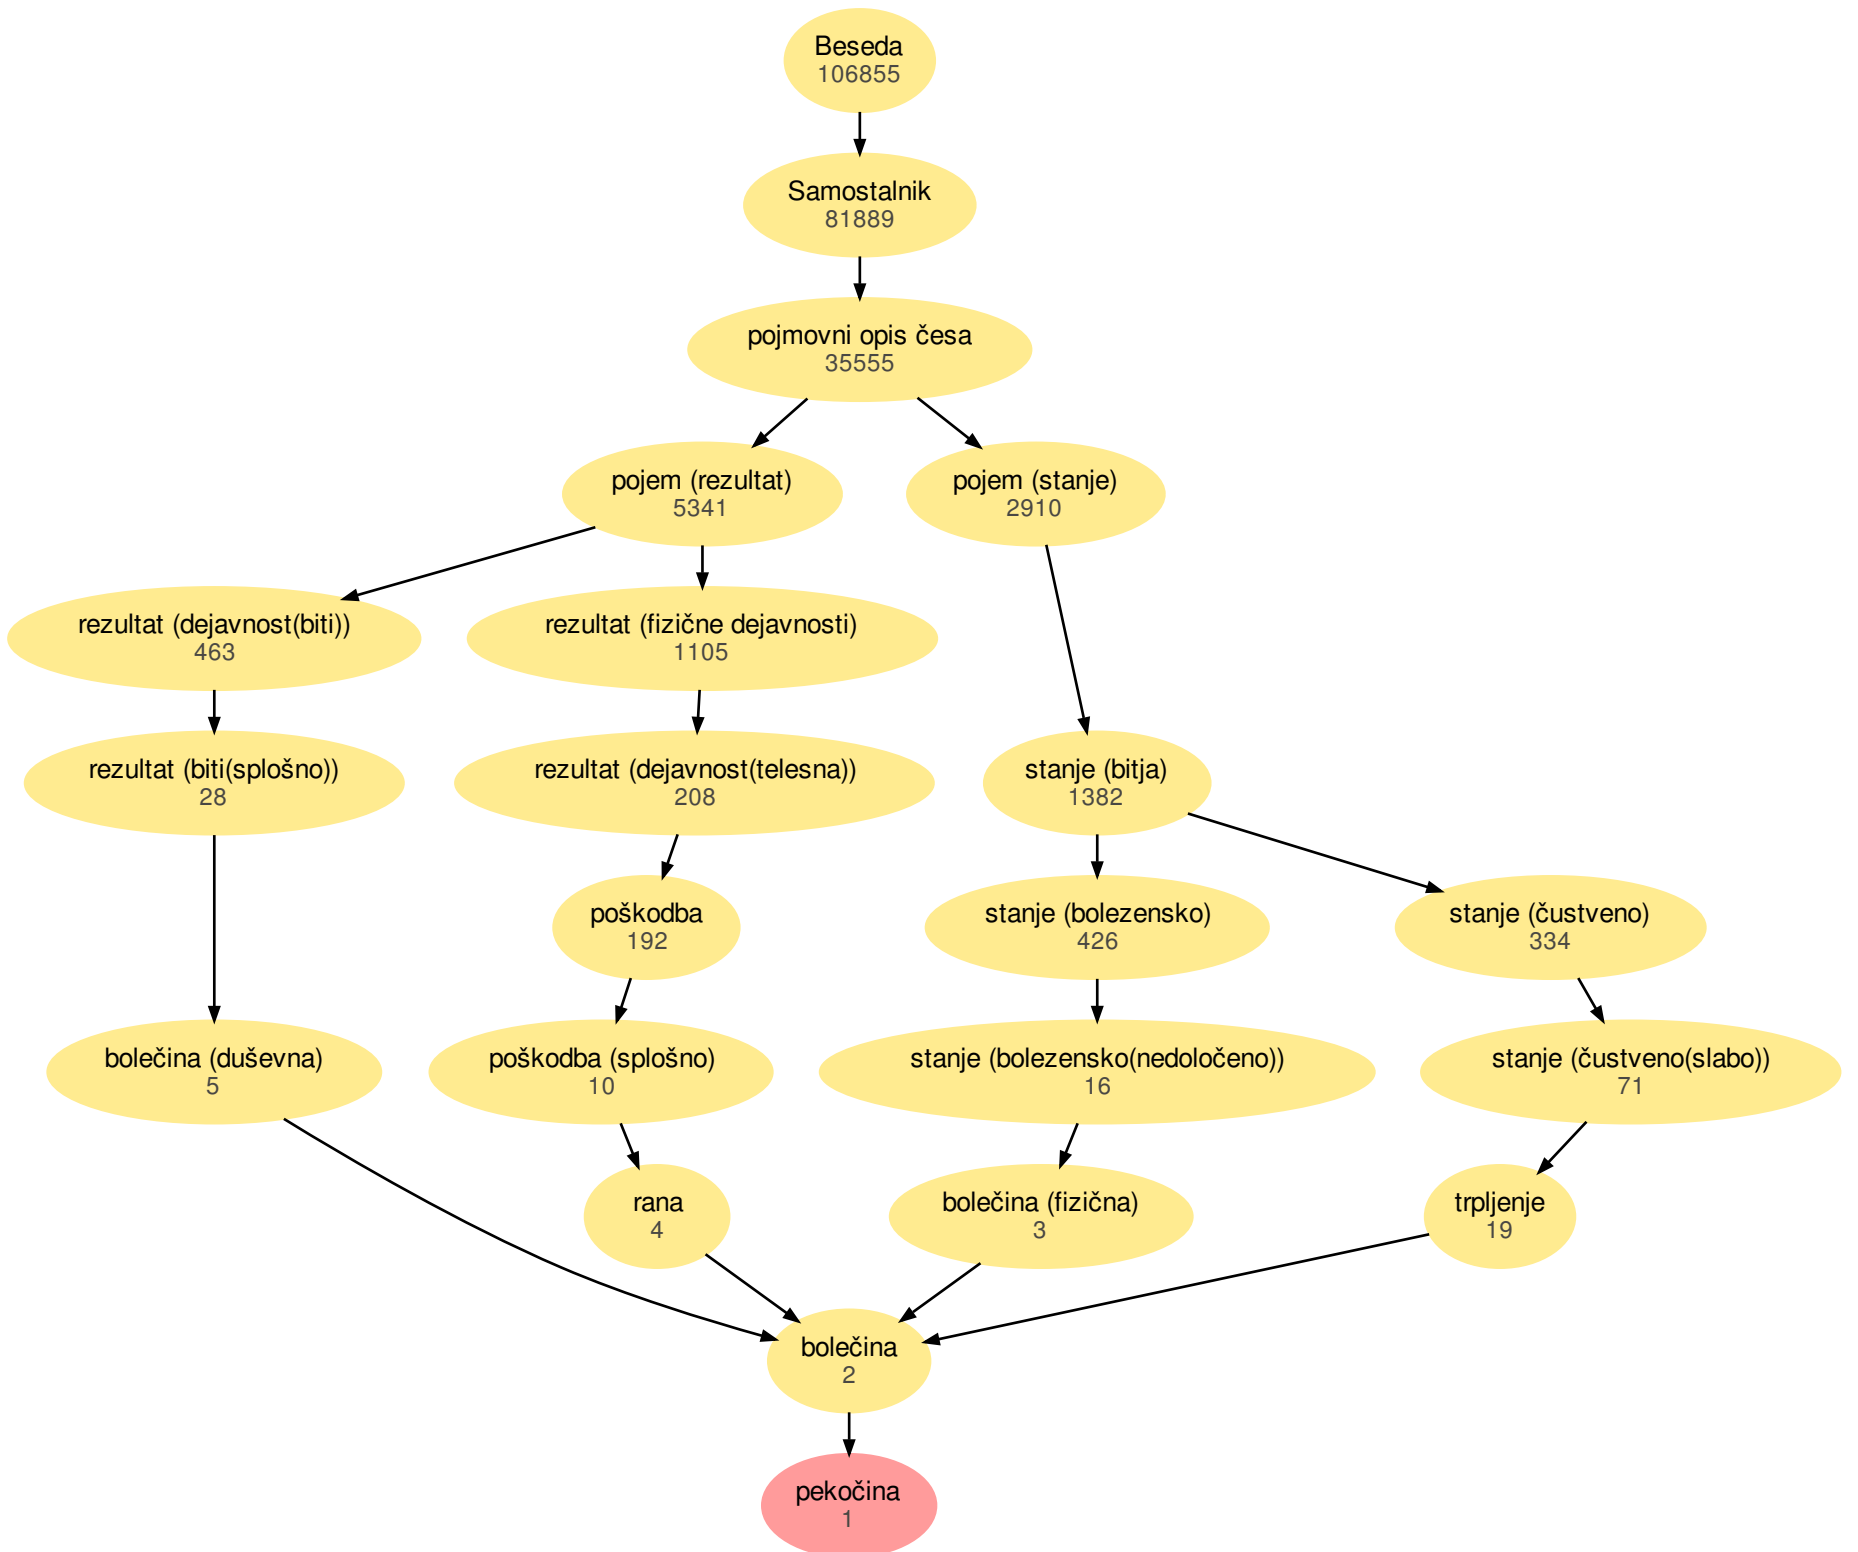 Beseda
106855
Samostalnik
81889
pojmovni opis česa
35555
pojem (rezultat)
5341
pojem (stanje)
2910
rezultat (dejavnost(biti))
463
rezultat (fizične dejavnosti)
1105
rezultat (biti(splošno))
28
rezultat (dejavnost(telesna))
208
stanje (bitja)
1382
poškodba
192
stanje (bolezensko)
426
stanje (čustveno)
334
bolečina (duševna)
5
poškodba (splošno)
10
stanje (bolezensko(nedoločeno))
16
stanje (čustveno(slabo))
71
rana
4
bolečina (fizična)
3
trpljenje
19
bolečina
2
pekočina
1